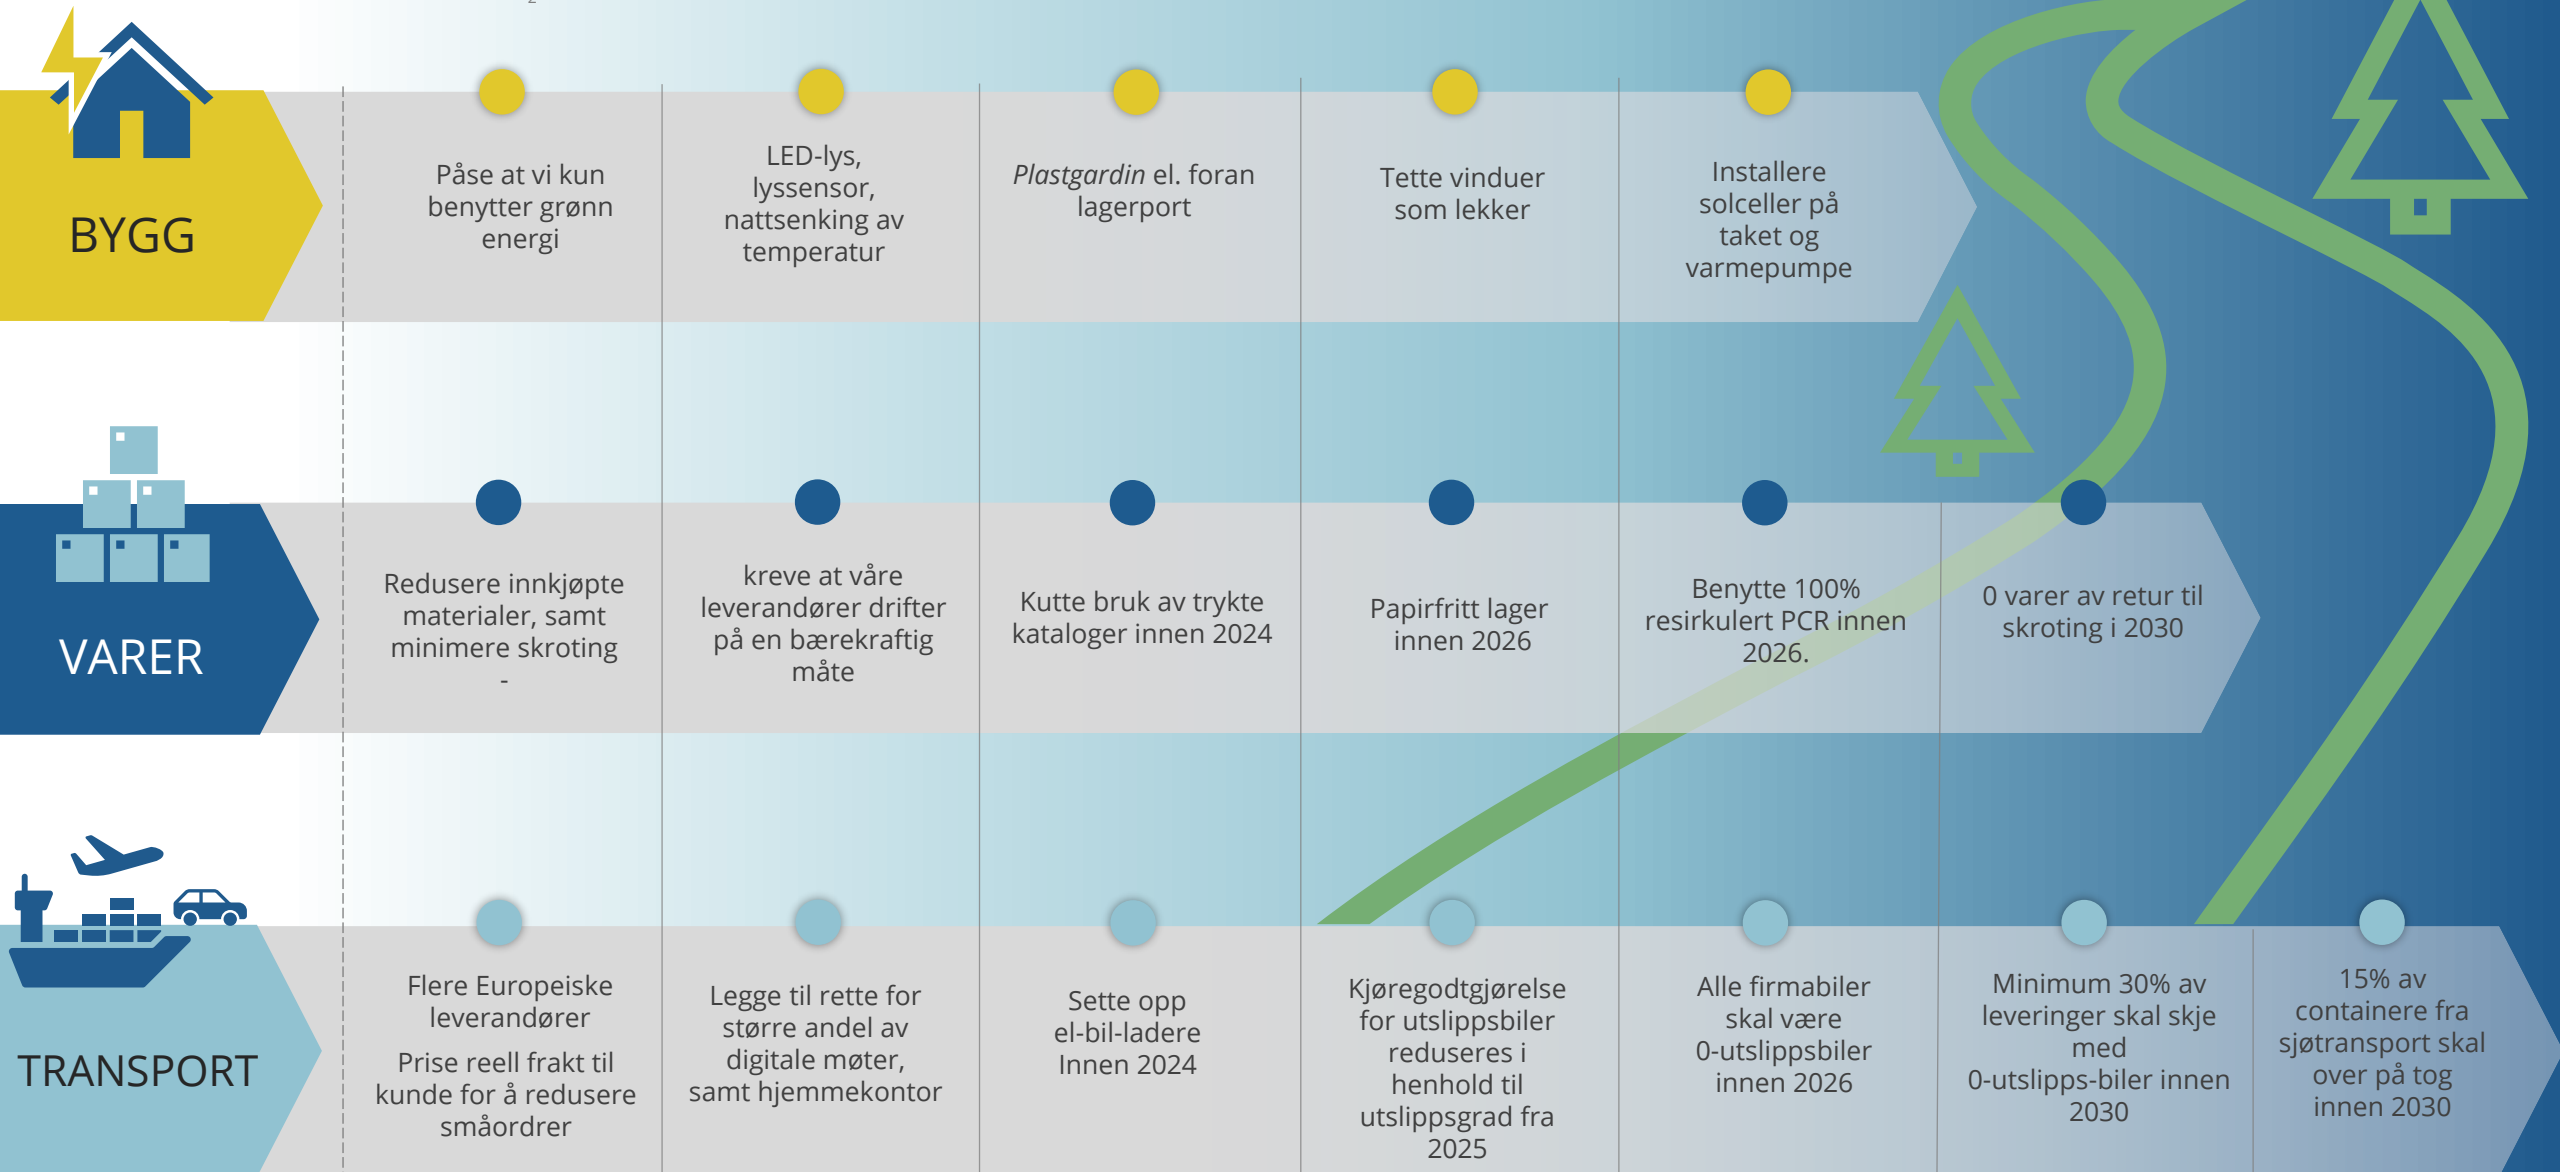 2
BYGG
Påse at vi kun
benytter grønn
energi
LED-lys,
lyssensor,
nattsenking av
temperatur
Plastgardin el. foran
lagerport
Tette vinduer
som lekker
Installere
solceller på
taket og
varmepumpe
VARER
Redusere innkjøpte
materialer, samt
minimere skroting
-
kreve at våre
leverandører drifter
på en bærekraftig
måte
Kutte bruk av trykte
kataloger innen 2024
Papirfritt lager
innen 2026
Benytte 100%
resirkulert PCR innen
2026.
0 varer av retur til
skroting i 2030
TRANSPORT
Flere Europeiske
leverandører
Prise reell frakt til
kunde for å redusere
småordrer
Legge til rette for
større andel av
digitale møter,
samt hjemmekontor
Sette opp
el-bil-ladere
Innen 2024
Kjøregodtgjørelse
for utslippsbiler
reduseres i
henhold til
utslippsgrad fra
2025
Alle firmabiler
skal være
0-utslippsbiler
innen 2026
Minimum 30% av
leveringer skal skje
med
0-utslipps-biler innen
2030
15% av
containere fra
sjøtransport skal
over på tog
innen 2030